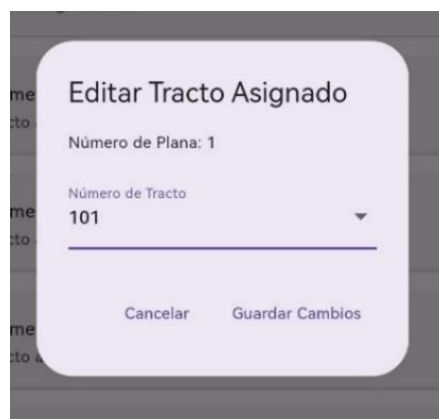 Editar Tracto Asignado
Número de Plana: 1
Número de Tracto
101
Cancelar
Guardar Cambios